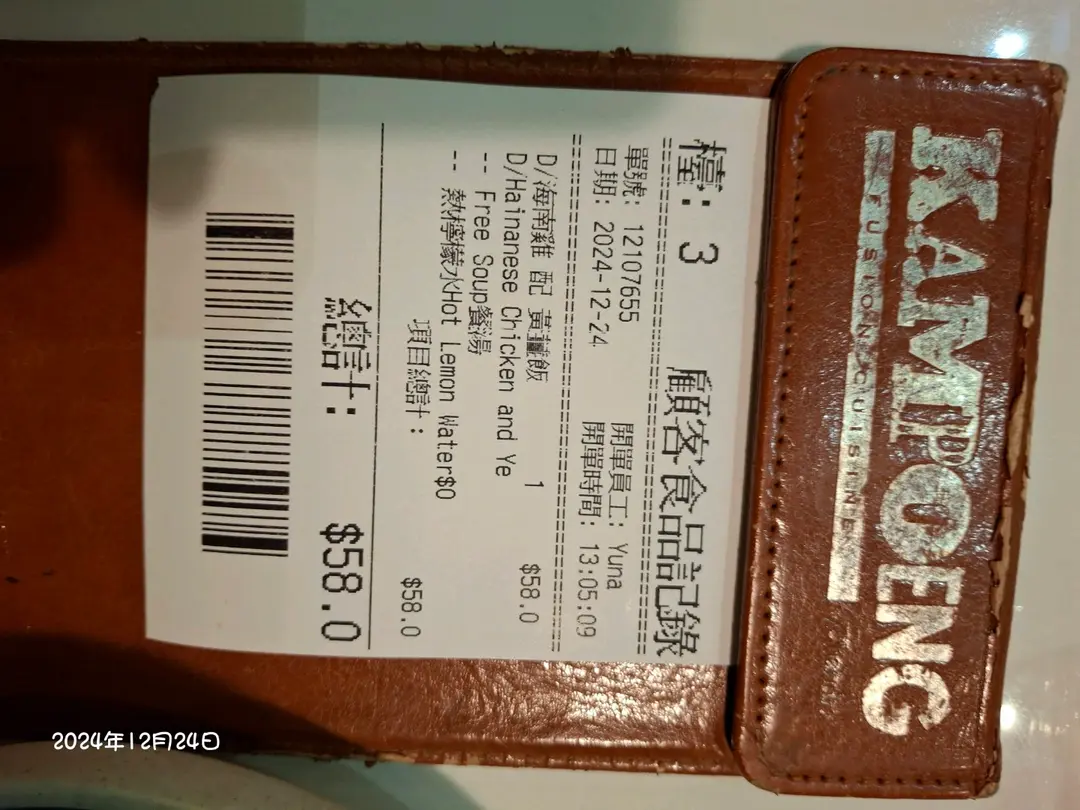 KAMPOENG
FUSION CUISINE
檯: 3 顧客食品記錄
單號: 12107655 開單員工: Yuna
日期: 2024-12-24 開單時間: 13:05:09
D/海南雞 配 黃薑飯 1 $58.0
D/Hainanese Chicken and Ye
-- Free Soup餐湯
-- 熱檸檬水Hot Lemon Water$0
項目總計: $58.0
總計: $58.0
2024年12月24日